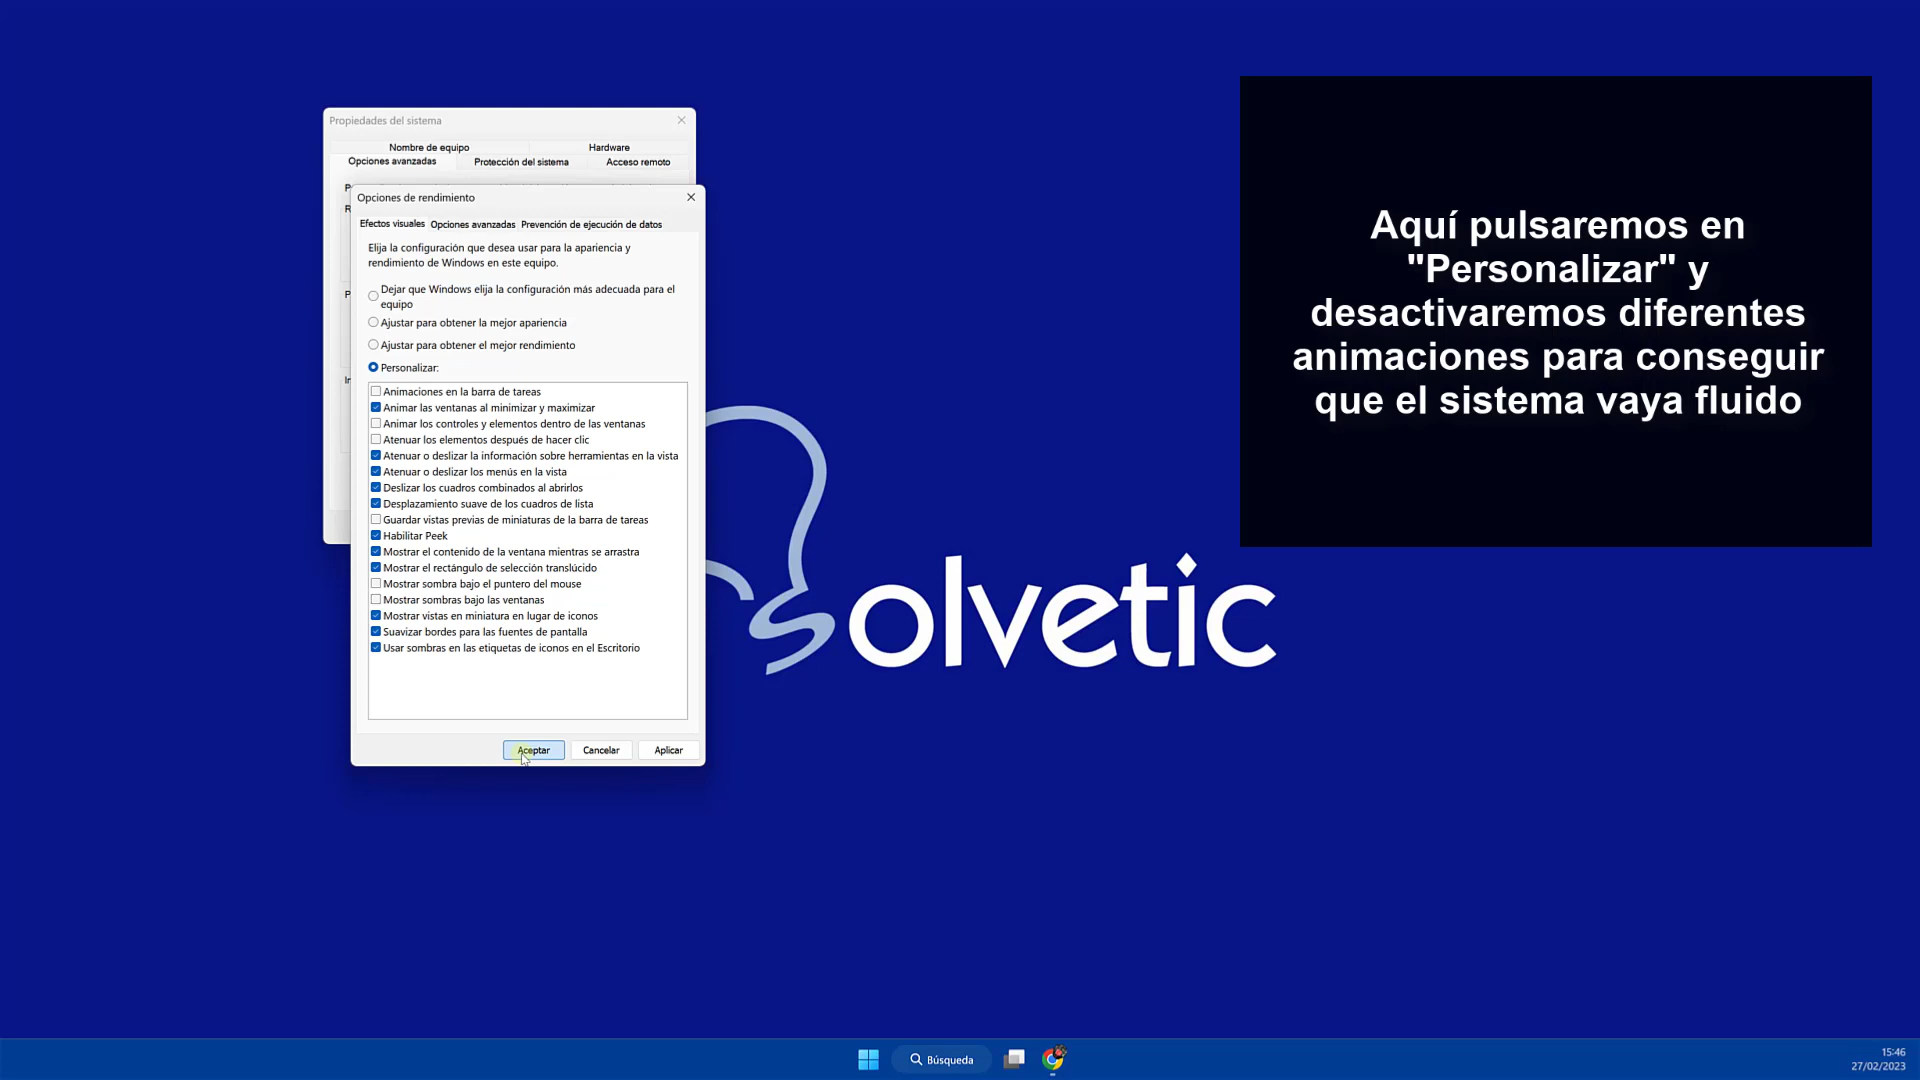 Propiedades del sistema
Nombre de equipo
Hardware
Opciones avanzadas
Protección del sistema
Acceso remoto
Opciones de rendimiento
Efectos visuales
Opciones avanzadas
Prevención de ejecución de datos
Elija la configuración que desea usar para la apariencia y
rendimiento de Windows en este equipo.
Dejar que Windows elija la configuración más adecuada para el
equipo
Ajustar para obtener la mejor apariencia
Ajustar para obtener el mejor rendimiento
Personalizar:
Animaciones en la barra de tareas
Animar las ventanas al minimizar y maximizar
Animar los controles y elementos dentro de las ventanas
Atenuar los elementos después de hacer clic
Atenuar o deslizar la información sobre herramientas en la vista
Atenuar o deslizar los menús en la vista
Deslizar los cuadros combinados al abrirlos
Desplazamiento suave de los cuadros de lista
Guardar vistas previas de miniaturas de la barra de tareas
Habilitar Peek
Mostrar el contenido de la ventana mientras se arrastra
Mostrar el rectángulo de selección translúcido
Mostrar sombra bajo el puntero del mouse
Mostrar sombras bajo las ventanas
Mostrar vistas en miniatura en lugar de iconos
Suavizar bordes para las fuentes de pantalla
Usar sombras en las etiquetas de iconos en el Escritorio
Aceptar
Cancelar
Aplicar
Aquí pulsaremos en
"Personalizar" y
desactivaremos diferentes
animaciones para conseguir
que el sistema vaya fluido
Solvetic
Búsqueda
15:46
27/02/2023